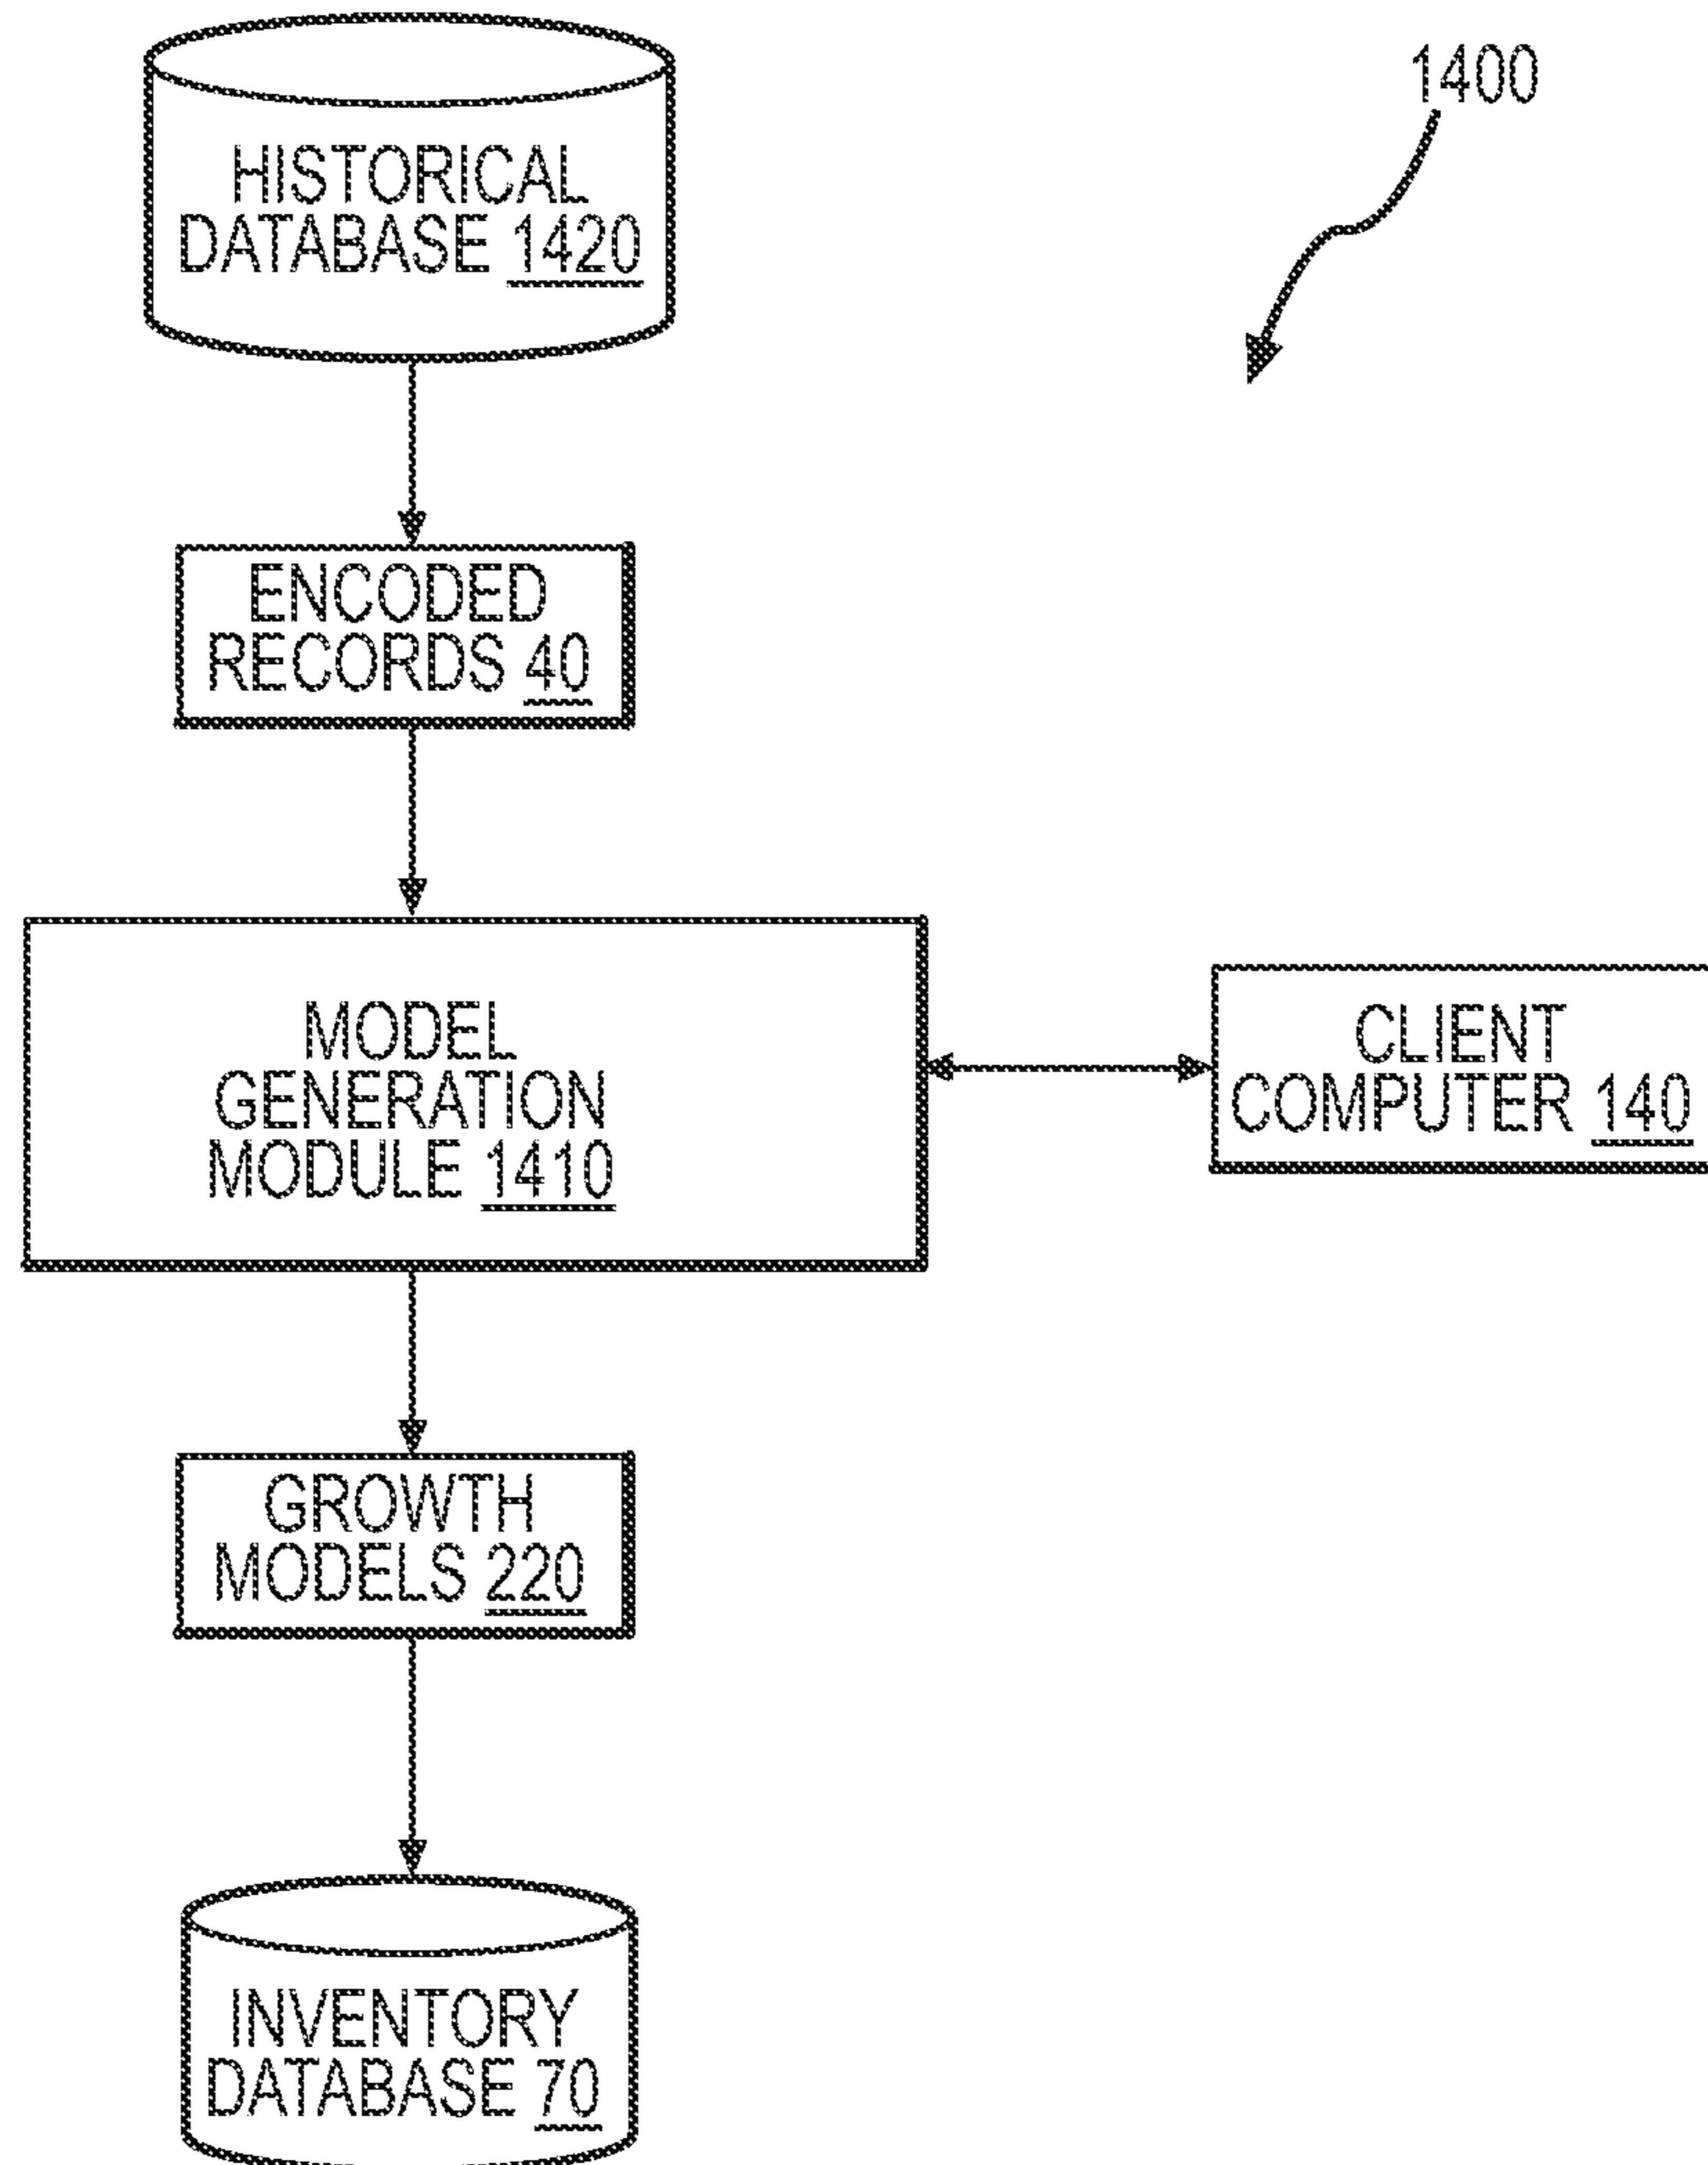 1400
HISTORICAL
DATABASE 1420
ENCODED
RECORDS 40
MODEL
GENERATION
MODULE 1410
CLIENT
COMPUTER 140
GROWTH
MODELS 220
INVENTORY
DATABASE 70